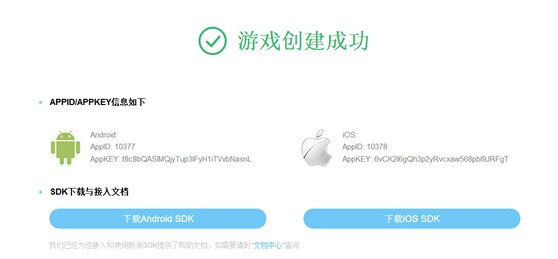 游戏创建成功
APPID/APPKEY信息如下
Android:
AppID: 10377
AppKEY: f8c8bQASIMQjyTup3IFyH1iTVvbNasnL
iOS:
AppID: 10378
AppKEY: 6vCK2I6gQh3p2yRvcxaw568pbI9JRFgT
SDK下载与接入文档
下载Android SDK
下载iOS SDK
我们已经为您接入和使用新游SDK提供了帮助文档，如需要请到“文档中心”查阅